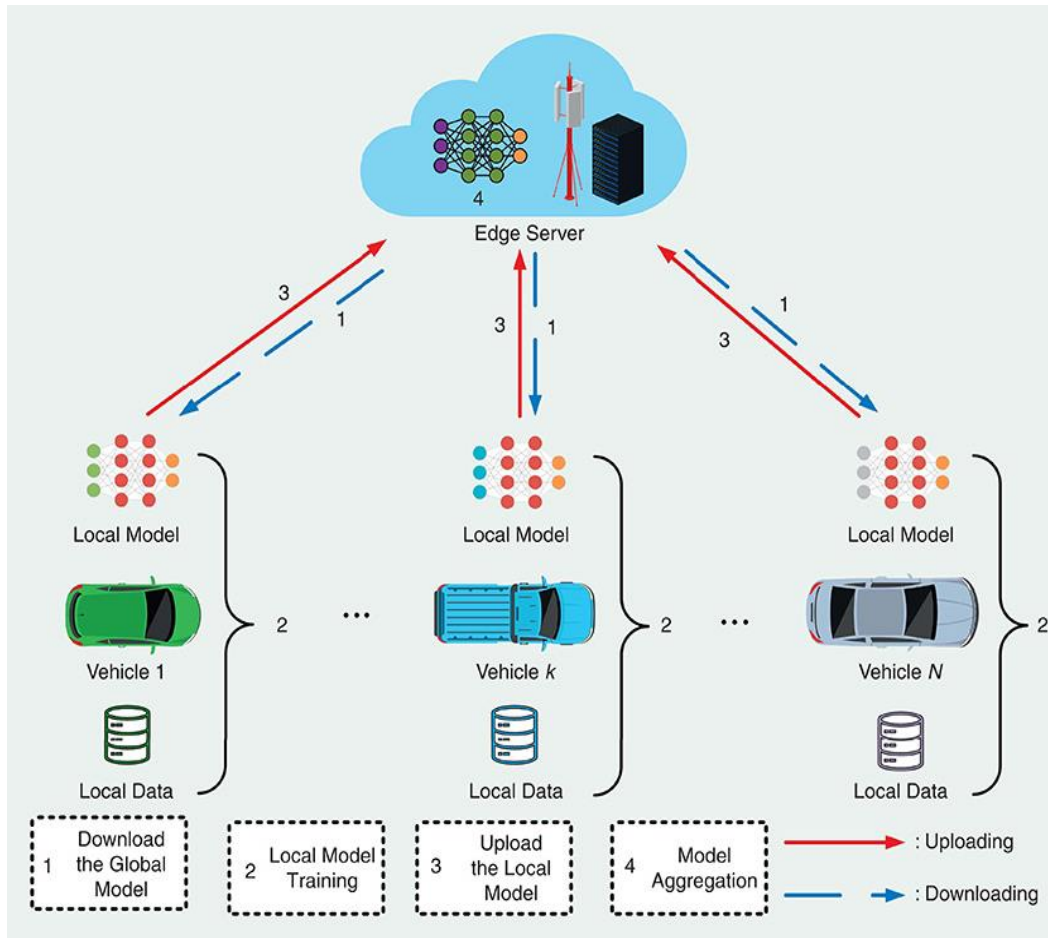 4
Edge Server
3
1
3
1
1
3
Local Model
Local Model
Local Model
2
...
2
...
2
Vehicle 1
Vehicle k
Vehicle N
Local Data
Local Data
Local Data
1
Download
the Global
Model
2
Local Model
Training
3
Upload
the Local
Model
4
Model
Aggregation
: Uploading
: Downloading